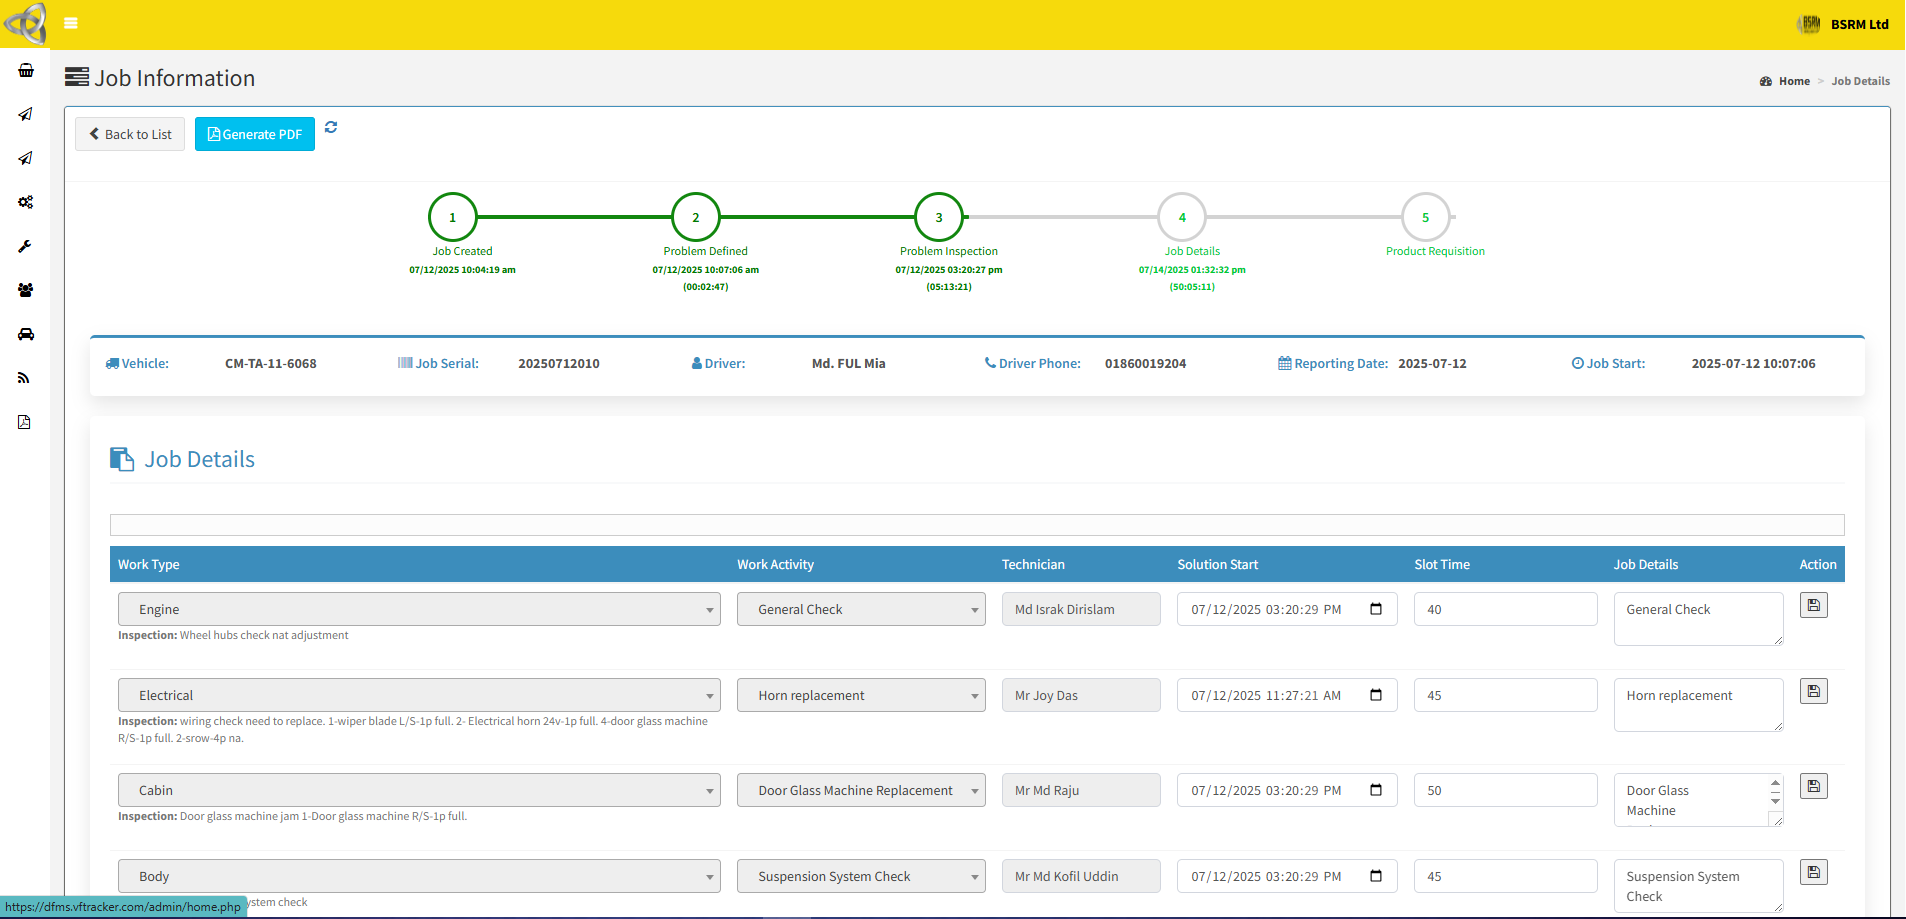 BSRM Ltd
Job Information
Home > Job Details
Back to List
Generate PDF
1
2
3
4
5
Job Created
Problem Defined
Problem Inspection
Job Details
Product Requisition
07/12/2025 10:04:19 am
07/12/2025 10:07:06 am
07/12/2025 03:20:27 pm
07/14/2025 01:32:32 pm
(00:02:47)
(05:13:21)
(50:05:11)
Vehicle: CM-TA-11-6068 Job Serial: 20250712010 Driver: Md. FUL Mia Driver Phone: 01860019204 Reporting Date: 2025-07-12 Job Start: 2025-07-12 10:07:06
Job Details
Work Type Work Activity Technician Solution Start Slot Time Job Details Action
Engine General Check Md Israk Dirislam 07/12/2025 03:20:29 PM 40 General Check
Inspection: Wheel hubs check nat adjustment
Electrical Horn replacement Mr Joy Das 07/12/2025 11:27:21 AM 45 Horn replacement
Inspection: wiring check need to replace. 1-wiper blade L/S-1p full. 2- Electrical horn 24v-1p full. 4-door glass machine
R/S-1p full. 2-srow-4p na.
Cabin Door Glass Machine Replacement Mr Md Raju 07/12/2025 03:20:29 PM 50 Door Glass
Machine
Inspection: Door glass machine jam 1-Door glass machine R/S-1p full.
Body Suspension System Check Mr Md Kofil Uddin 07/12/2025 03:20:29 PM 45 Suspension System
Check
https://dfms.vftracker.com/admin/home.php ystem check